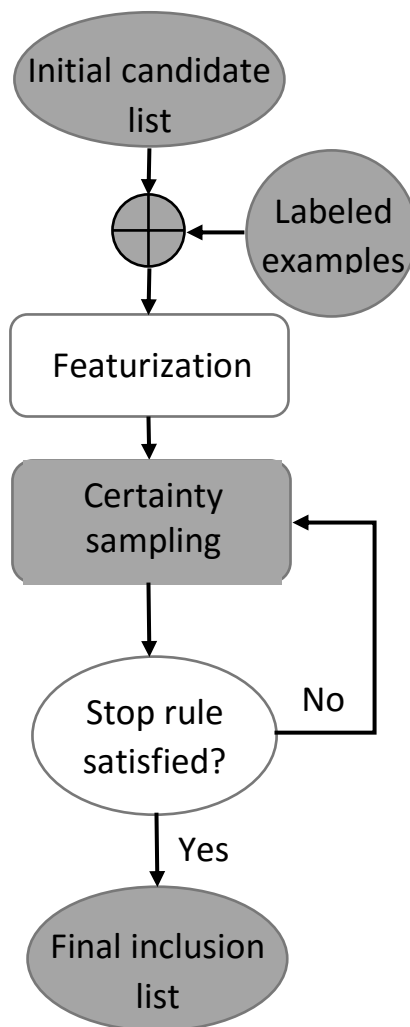 Initial candidate
list
Labeled
examples
Featurization
Certainty
sampling
Stop rule
satisfied?
No
Yes
Final inclusion
list